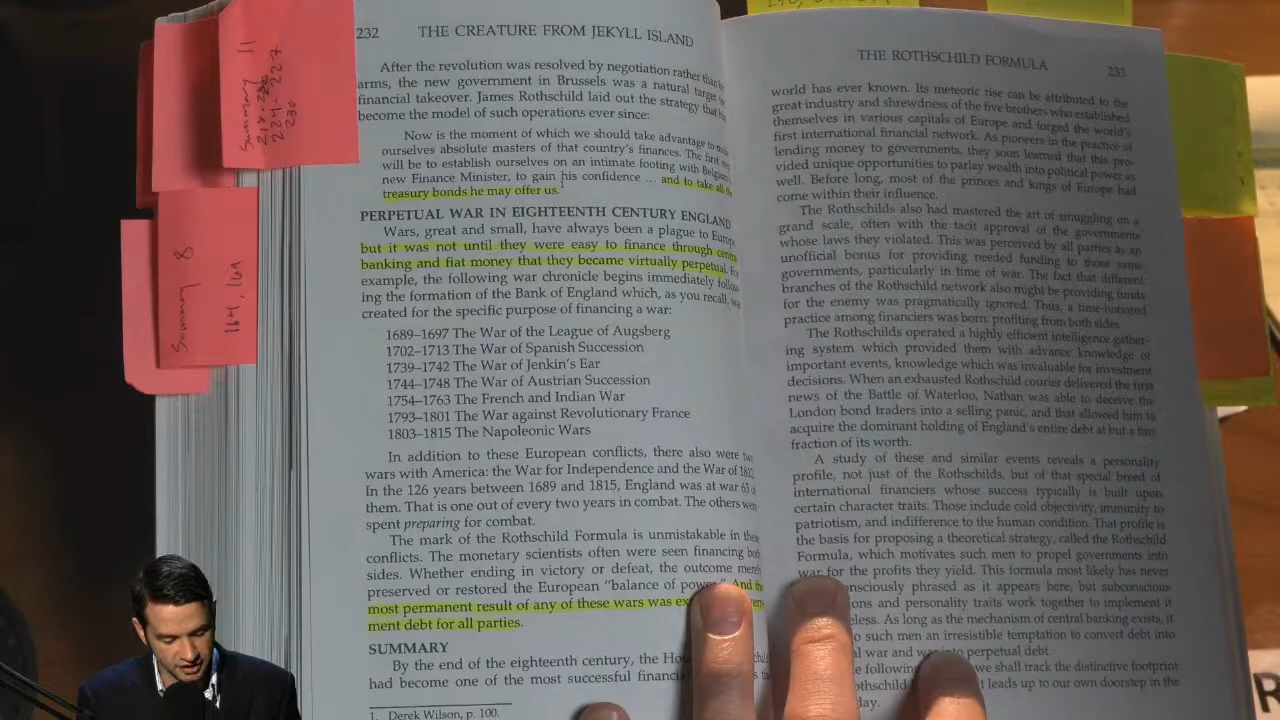 Summary 11
224 - 227
230
Summary 8
164, 169
232 THE CREATURE FROM JEKYLL ISLAND
After the revolution was resolved by negotiation rather than by
arms, the new government in Brussels was a natural target
financial takeover. James Rothschild laid out the strategy that
become the model of such operations ever since:
Now is the moment of which we should take advantage to
ourselves absolute masters of that country's finances. The first
will be to establish ourselves on an intimate footing with
new Finance Minister, to gain his confidence … and to take all
treasury bonds he may offer us.1
PERPETUAL WAR IN EIGHTEENTH CENTURY ENGLAND
Wars, great and small, have always been a plague to
but it was not until they were easy to finance through
banking and fiat money that they became virtually perpetual.
example, the following war chronicle begins immediately
ing the formation of the Bank of England which, as you recall,
created for the specific purpose of financing a war:
1689–1697 The War of the League of Augsberg
1702–1713 The War of Spanish Succession
1739–1742 The War of Jenkin's Ear
1744–1748 The War of Austrian Succession
1754–1763 The French and Indian War
1793–1801 The War against Revolutionary France
1803–1815 The Napoleonic Wars
In addition to these European conflicts, there also were two
wars with America: the War for Independence and the War of 1812.
In the 126 years between 1689 and 1815, England was at war 63 of
them. That is one out of every two years in combat. The others were
spent preparing for combat.
The mark of the Rothschild Formula is unmistakable in these
conflicts. The monetary scientists often were seen financing both
sides. Whether ending in victory or defeat, the outcome merely
preserved or restored the European "balance of power." And the
most permanent result of any of these wars was
ment debt for all parties.
SUMMARY
By the end of the eighteenth century, the
had become one of the most successful
1. Derek Wilson, p. 100.
THE ROTHSCHILD FORMULA 233
world has ever known. Its meteoric rise can be attributed to the
great industry and shrewdness of the five brothers who established
themselves in various capitals of Europe and forged the world's
first international financial network. As pioneers in the practice of
lending money to governments, they soon learned that this pro-
vided unique opportunities to parlay wealth into political power as
well. Before long, most of the princes and kings of Europe had
come within their influence.
The Rothschilds also had mastered the art of smuggling on a
grand scale, often with the tacit approval of the governments
whose laws they violated. This was perceived by all parties as an
unofficial bonus for providing needed funding to those same
governments, particularly in time of war. The fact that different
branches of the Rothschild network also might be providing funds
for the enemy was pragmatically ignored. Thus, a time-honored
practice among financiers was born: profiting from both sides.
The Rothschilds operated a highly efficient intelligence gather-
ing system which provided them with advance knowledge of
important events, knowledge which was invaluable for investment
decisions. When an exhausted Rothschild courier delivered the first
news of the Battle of Waterloo, Nathan was able to deceive the
London bond traders into a selling panic, and that allowed him to
acquire the dominant holding of England's entire debt at but a tiny
fraction of its worth.
A study of these and similar events reveals a personality
profile, not just of the Rothschilds, but of that special breed of
international financiers whose success typically is built upon
certain character traits. Those include cold objectivity, immunity to
patriotism, and indifference to the human condition. That profile is
the basis for proposing a theoretical strategy, called the Rothschild
Formula, which motivates such men to propel governments into
war for the profits they yield. This formula most likely has never
consciously phrased as it appears here, but subconscious
and personality traits work together to implement it
As long as the mechanism of central banking exists, it
such men an irresistible temptation to convert debt into
war and war into perpetual debt.
following we shall track the distinctive footprint
it leads up to our own doorstep in the
day.